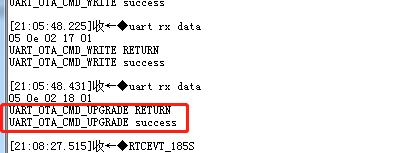 UART_OTA_CMD_WRITE success
[21:05:48.225]收←◆uart rx data
05 0e 02 17 01
UART_OTA_CMD_WRITE RETURN
UART_OTA_CMD_WRITE success
[21:05:48.431]收←◆uart rx data
05 0e 02 18 01
UART_OTA_CMD_UPGRADE RETURN
UART_OTA_CMD_UPGRADE success
[21:08:27.515]收←◆RTCEVT_185S